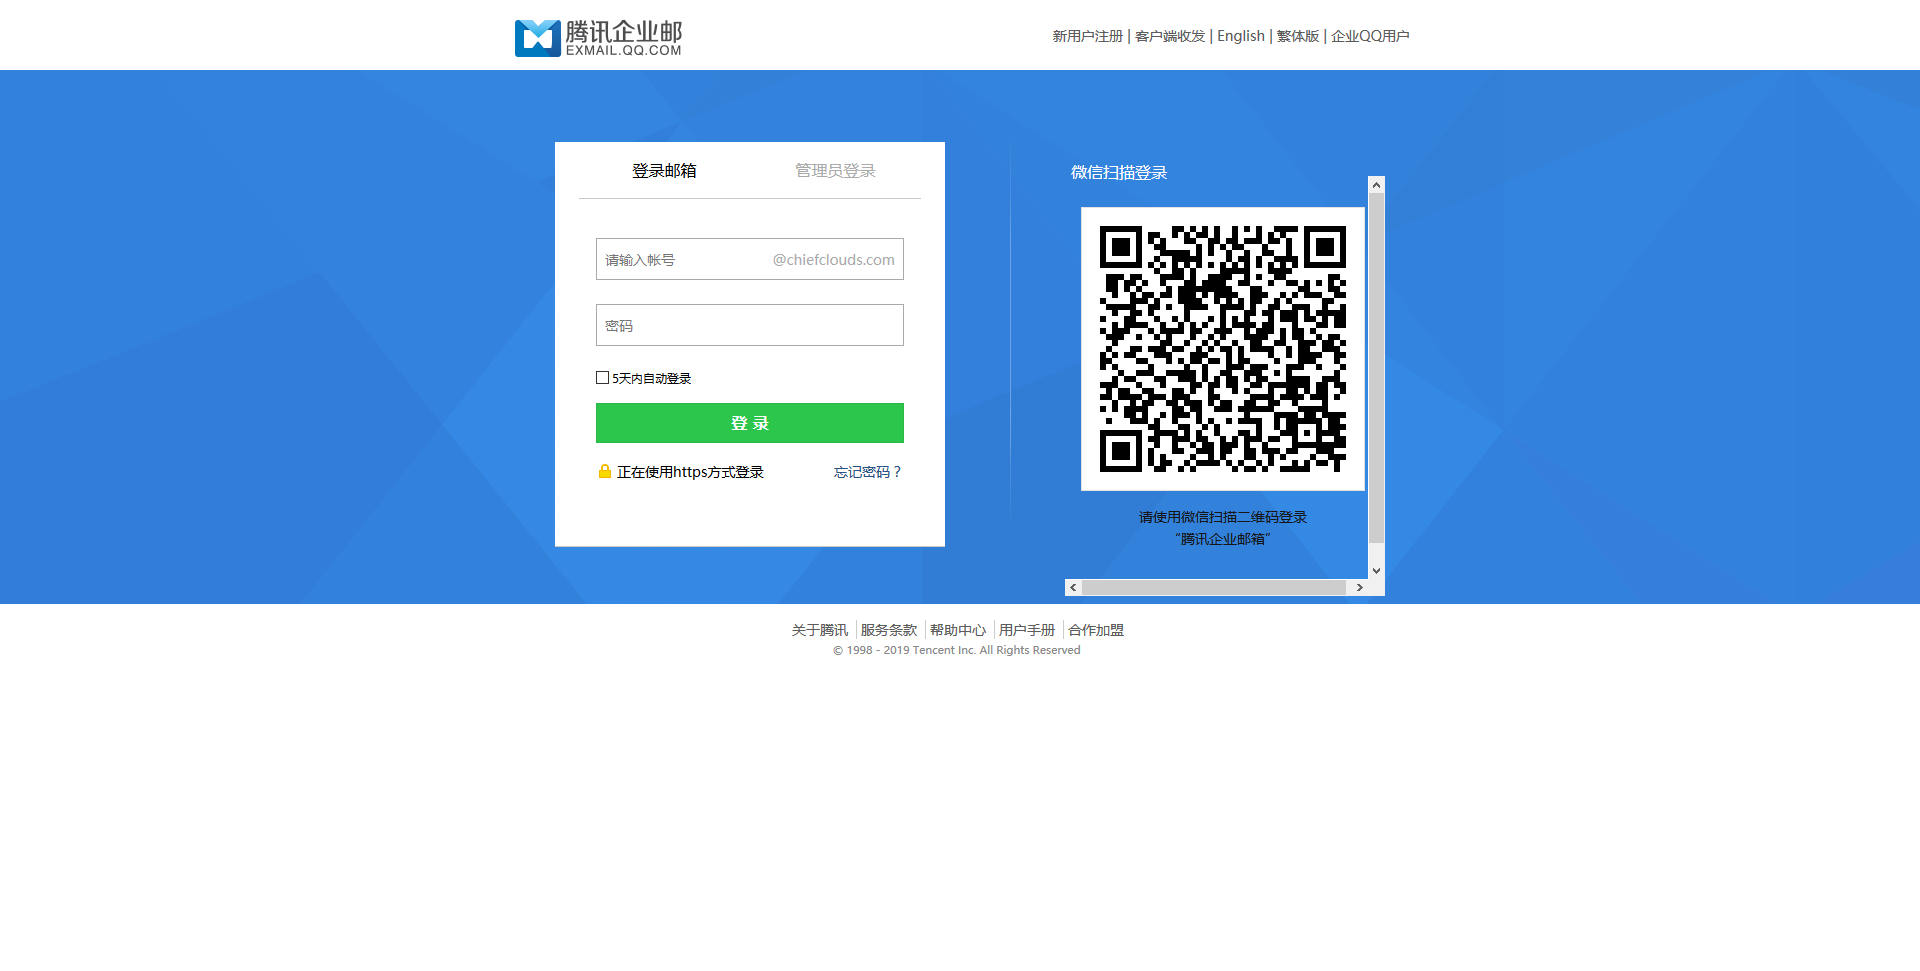 腾讯企业邮
EXMAIL.QQ.COM
新用户注册 | 客户端收发 | English | 繁体版 | 企业QQ用户
登录邮箱 管理员登录
请输入帐号 @chiefclouds.com
密码
5天内自动登录
登 录
正在使用https方式登录 忘记密码？
微信扫描登录
请使用微信扫描二维码登录
“腾讯企业邮箱”
关于腾讯 服务条款 帮助中心 用户手册 合作加盟
© 1998 - 2019 Tencent Inc. All Rights Reserved